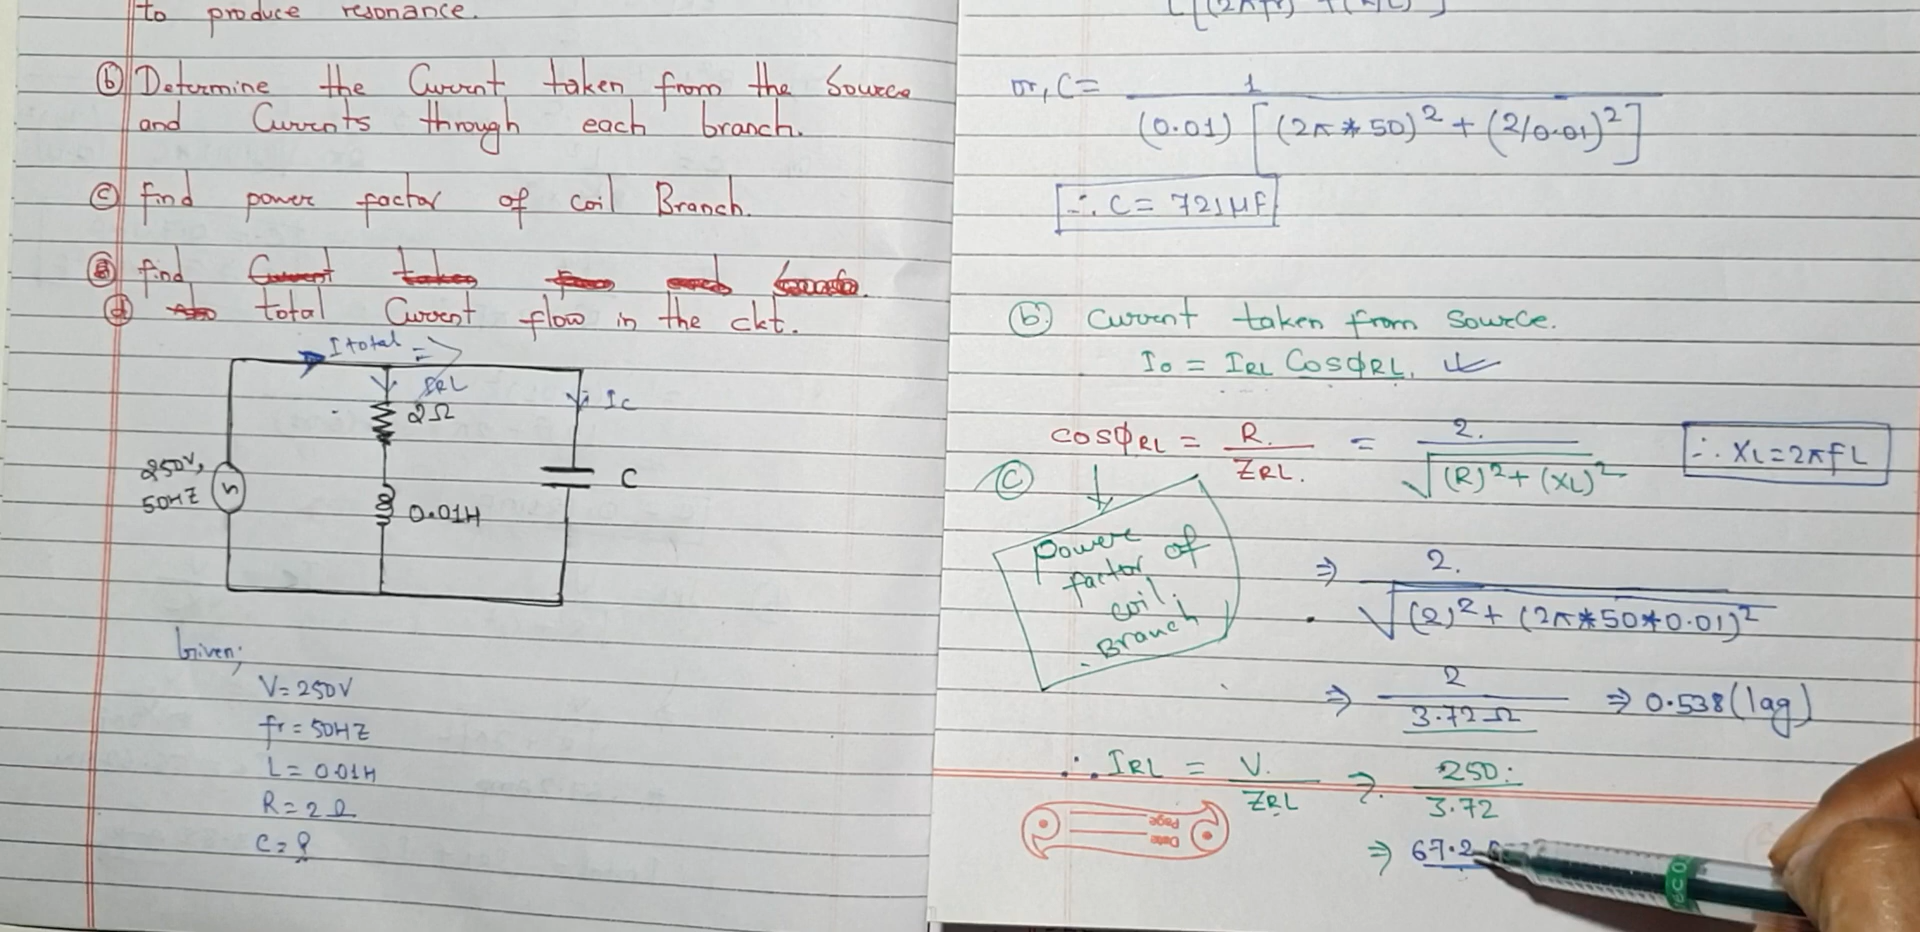 to produce resonance.
ⓑ Determine the Current taken from the Source
and Currents through each branch.
ⓒ find power factor of coil Branch.
find
ⓓ total Current flow in the ckt.
I total =
IRL
Ic
2Ω
250V,
50HZ
C
0.01H
Given;
V = 250V
fr = 50HZ
L = 0.01H
R = 2Ω
C = ?
or, C = 1
(0.01) [(2π * 50)² + (2/0.01)²]
∴ C = 721μF
ⓑ Current taken from Source.
I0 = IRL CosϕRL.
cosϕRL = R. / ZRL. = 2. / √(R)² + (XL)²
∴ XL = 2πfL
ⓒ
Power
factor of
coil
Branch
⇒ 2. / √(2)² + (2π*50*0.01)²
⇒ 2 / 3.72Ω ⇒ 0.538 (lag)
∴ IRL = V. / ZRL ⇒ 250 / 3.72
Page
Date
⇒ 67.2